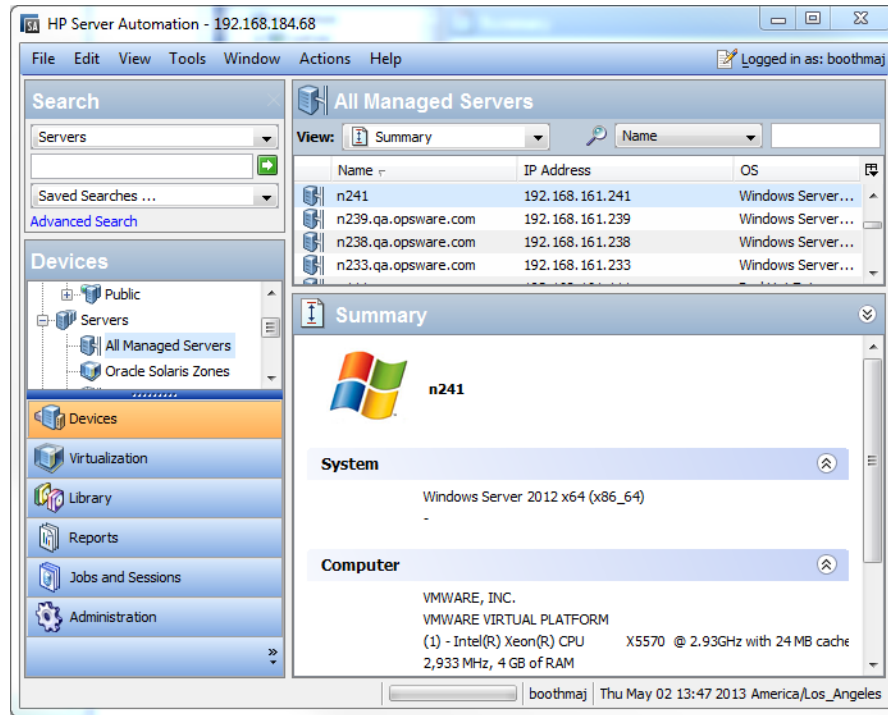 SA HP Server Automation - 192.168.184.68
File Edit View Tools Window Actions Help
Logged in as: boothmaj
Search
Servers
Saved Searches ...
Advanced Search
Devices
Public
Servers
All Managed Servers
Oracle Solaris Zones
Devices
Virtualization
Library
Reports
Jobs and Sessions
Administration
All Managed Servers
View: Summary Name
Name IP Address OS
n241 192.168.161.241 Windows Server...
n239.qa.opsware.com 192.168.161.239 Windows Server...
n238.qa.opsware.com 192.168.161.238 Windows Server...
n233.qa.opsware.com 192.168.161.233 Windows Server...
Summary
n241
System
Windows Server 2012 x64 (x86_64)
-
Computer
VMWARE, INC.
VMWARE VIRTUAL PLATFORM
(1) - Intel(R) Xeon(R) CPU X5570 @ 2.93GHz with 24 MB cache
2,933 MHz, 4 GB of RAM
boothmaj Thu May 02 13:47 2013 America/Los_Angeles